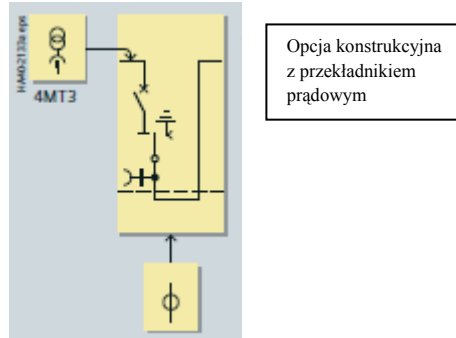 HA40-2133a eps
4MT3
Opcja konstrukcyjna
z przekładnikiem
prądowym